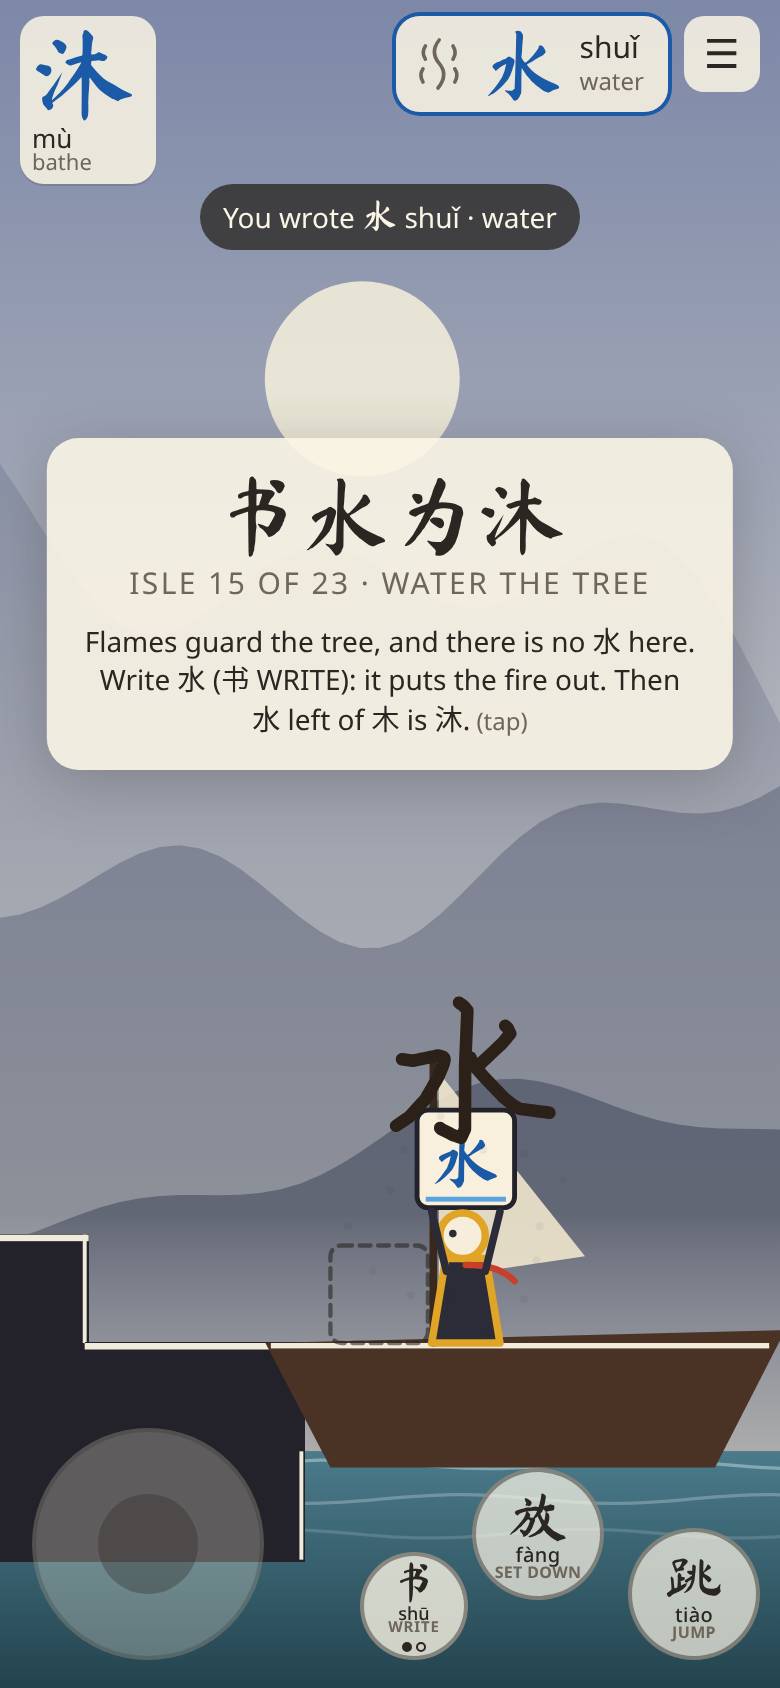 沐
mù
bathe
水
shuǐ
water
☰
You wrote 水 shuǐ · water
书水为沐
ISLE 15 OF 23 · WATER THE TREE
Flames guard the tree, and there is no 水 here.
Write 水 (书 WRITE): it puts the fire out. Then
水 left of 木 is 沐. (tap)
水
水
放
fàng
SET DOWN
书
shū
WRITE
跳
tiào
JUMP